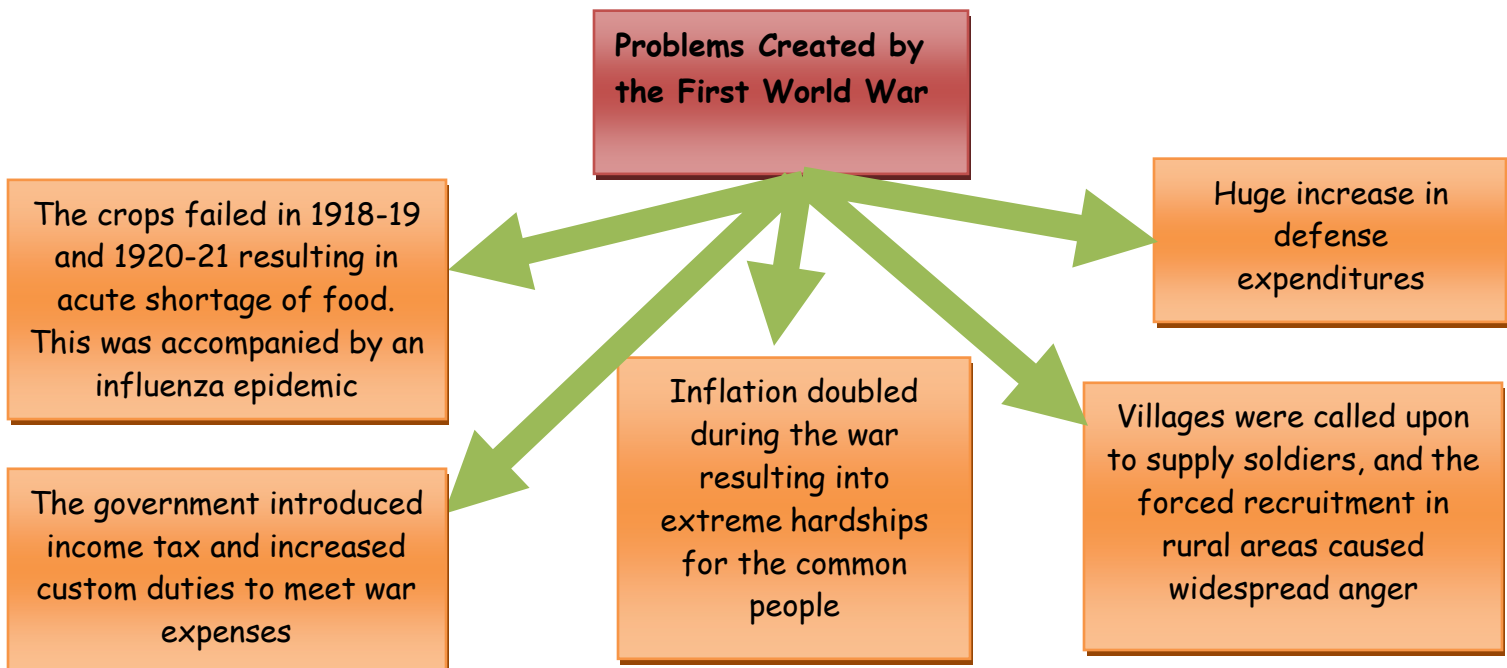 Problems Created by
the First World War
The crops failed in 1918-19
and 1920-21 resulting in
acute shortage of food.
This was accompanied by an
influenza epidemic
Huge increase in
defense
expenditures
The government introduced
income tax and increased
custom duties to meet war
expenses
Inflation doubled
during the war
resulting into
extreme hardships
for the common
people
Villages were called upon
to supply soldiers, and the
forced recruitment in
rural areas caused
widespread anger